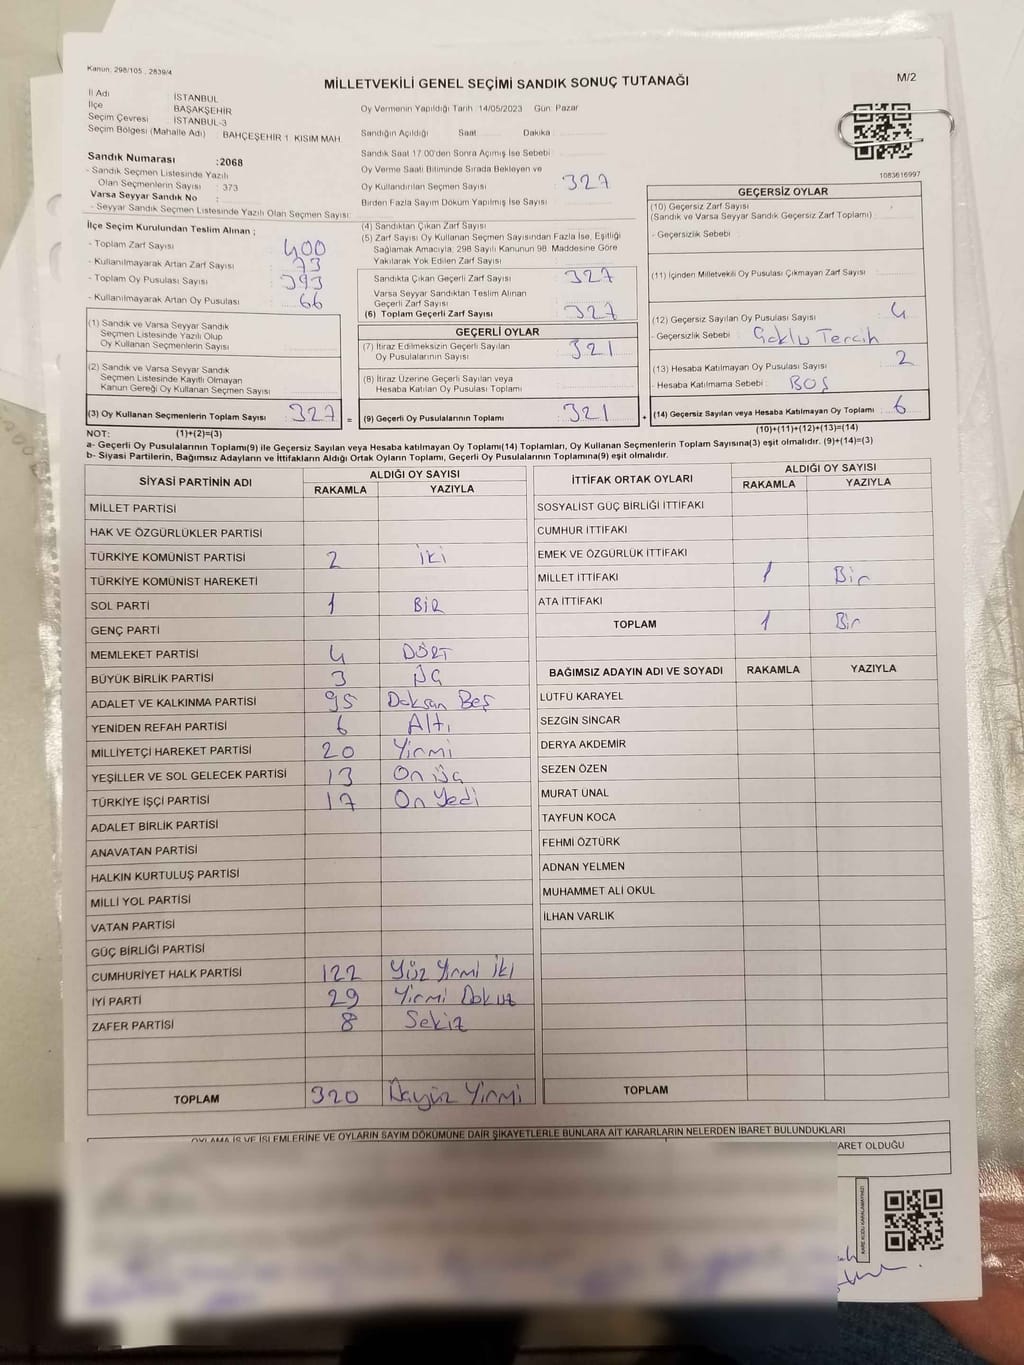 Kanun, 298/105 , 2839/4
MİLLETVEKİLİ GENEL SEÇİMİ SANDIK SONUÇ TUTANAĞI
M/2
İl Adı İSTANBUL
İlçe BAŞAKŞEHİR
Seçim Çevresi İSTANBUL-3
Seçim Bölgesi (Mahalle Adı) : BAHÇEŞEHİR 1. KISIM MAH.
Sandık Numarası :2068
- Sandık Seçmen Listesinde Yazılı
Olan Seçmenlerin Sayısı : 373
Varsa Seyyar Sandık No :
- Seyyar Sandık Seçmen Listesinde Yazılı Olan Seçmen Sayısı:
Oy Vermenin Yapıldığı Tarih 14/05/2023 Gün: Pazar
Sandığın Açıldığı Saat Dakika
Sandık Saat 17.00'den Sonra Açımış İse Sebebi :
Oy Verme Saati Bitiminde Sırada Bekleyen ve
Oy Kullandırılan Seçmen Sayısı : 327
Birden Fazla Sayım Döküm Yapılmış İse Sayısı :
1083616997
İlçe Seçim Kurulundan Teslim Alınan ;
- Toplam Zarf Sayısı : 400
- Kullanılmayarak Artan Zarf Sayısı : 73
- Toplam Oy Pusulası Sayısı : 393
- Kullanılmayarak Artan Oy Pusulası : 66
(1) Sandık ve Varsa Seyyar Sandık
Seçmen Listesinde Yazılı Olup
Oy Kullanan Seçmenlerin Sayısı
(2) Sandık ve Varsa Seyyar Sandık
Seçmen Listesinde Kayıtlı Olmayan
Kanun Gereği Oy Kullanan Seçmen Sayısı
(3) Oy Kullanan Seçmenlerin Toplam Sayısı : 327 =
(4) Sandıktan Çıkan Zarf Sayısı
(5) Zarf Sayısı Oy Kullanan Seçmen Sayısından Fazla İse, Eşitliği
Sağlamak Amacıyla, 298 Sayılı Kanunun 98. Maddesine Göre
Yakılarak Yok Edilen Zarf Sayısı
Sandıkta Çıkan Geçerli Zarf Sayısı : 327
Varsa Seyyar Sandıktan Teslim Alınan
Geçerli Zarf Sayısı
(6) Toplam Geçerli Zarf Sayısı : 327
GEÇERLİ OYLAR
(7) İtiraz Edilmeksizin Geçerli Sayılan
Oy Pusulalarının Sayısı : 321
(8) İtiraz Üzerine Geçerli Sayılan veya
Hesaba Katılan Oy Pusulası Toplamı
(9) Geçerli Oy Pusulalarının Toplamı : 321 +
GEÇERSİZ OYLAR
(10) Geçersiz Zarf Sayısı
(Sandık ve Varsa Seyyar Sandık Geçersiz Zarf Toplamı)
- Geçersizlik Sebebi :
(11) İçinden Milletvekili Oy Pusulası Çıkmayan Zarf Sayısı
(12) Geçersiz Sayılan Oy Pusulası Sayısı : 4
- Geçersizlik Sebebi : Çoklu Tercih
(13) Hesaba Katılmayan Oy Pusulası Sayısı : 2
- Hesaba Katılmama Sebebi : BOŞ
(14) Geçersiz Sayılan veya Hesaba Katılmayan Oy Toplamı : 6
NOT: (1)+(2)=(3)
(10)+(11)+(12)+(13)=(14)
a- Geçerli Oy Pusulalarının Toplamı(9) ile Geçersiz Sayılan veya Hesaba katılmayan Oy Toplamı(14) Toplamları, Oy Kullanan Seçmenlerin Toplam Sayısına(3) eşit olmalıdır. (9)+(14)=(3)
b- Siyasi Partilerin, Bağımsız Adayların ve İttifakların Aldığı Ortak Oyların Toplamı, Geçerli Oy Pusulalarının Toplamına(9) eşit olmalıdır.
SİYASİ PARTİNİN ADI ALDIĞI OY SAYISI
RAKAMLA YAZIYLA
MİLLET PARTİSİ
HAK VE ÖZGÜRLÜKLER PARTİSİ
TÜRKİYE KOMÜNİST PARTİSİ 2 İki
TÜRKİYE KOMÜNİST HAREKETİ
SOL PARTİ 1 BİR
GENÇ PARTİ
MEMLEKET PARTİSİ 4 DÖRT
BÜYÜK BİRLİK PARTİSİ 3 Üç
ADALET VE KALKINMA PARTİSİ 95 Doksan Beş
YENİDEN REFAH PARTİSİ 6 Altı
MİLLİYETÇİ HAREKET PARTİSİ 20 Yirmi
YEŞİLLER VE SOL GELECEK PARTİSİ 13 On Üç
TÜRKİYE İŞÇİ PARTİSİ 17 On Yedi
ADALET BİRLİK PARTİSİ
ANAVATAN PARTİSİ
HALKIN KURTULUŞ PARTİSİ
MİLLİ YOL PARTİSİ
VATAN PARTİSİ
GÜÇ BİRLİĞİ PARTİSİ
CUMHURİYET HALK PARTİSİ 122 Yüz Yirmi İki
İYİ PARTİ 29 Yirmi Dokuz
ZAFER PARTİSİ 8 Sekiz
TOPLAM 320 Üçyüz Yirmi
İTTİFAK ORTAK OYLARI ALDIĞI OY SAYISI
RAKAMLA YAZIYLA
SOSYALİST GÜÇ BİRLİĞİ İTTİFAKI
CUMHUR İTTİFAKI
EMEK VE ÖZGÜRLÜK İTTİFAKI
MİLLET İTTİFAKI 1 Bir
ATA İTTİFAKI
TOPLAM 1 Bir
BAĞIMSIZ ADAYIN ADI VE SOYADI RAKAMLA YAZIYLA
LÜTFÜ KARAYEL
SEZGİN SİNCAR
DERYA AKDEMİR
SEZEN ÖZEN
MURAT ÜNAL
TAYFUN KOCA
FEHMİ ÖZTÜRK
ADNAN YELMEN
MUHAMMET ALİ OKUL
İLHAN VARLIK
TOPLAM
OYLAMA İŞ VE İŞLEMLERİNE VE OYLARIN SAYIM DÖKÜMÜNE DAİR ŞİKAYETLERLE BUNLARA AİT KARARLARIN NELERDEN İBARET BULUNDUKLARI
ARET OLDUĞU
KARE KODU KARALAMAYINIZ!